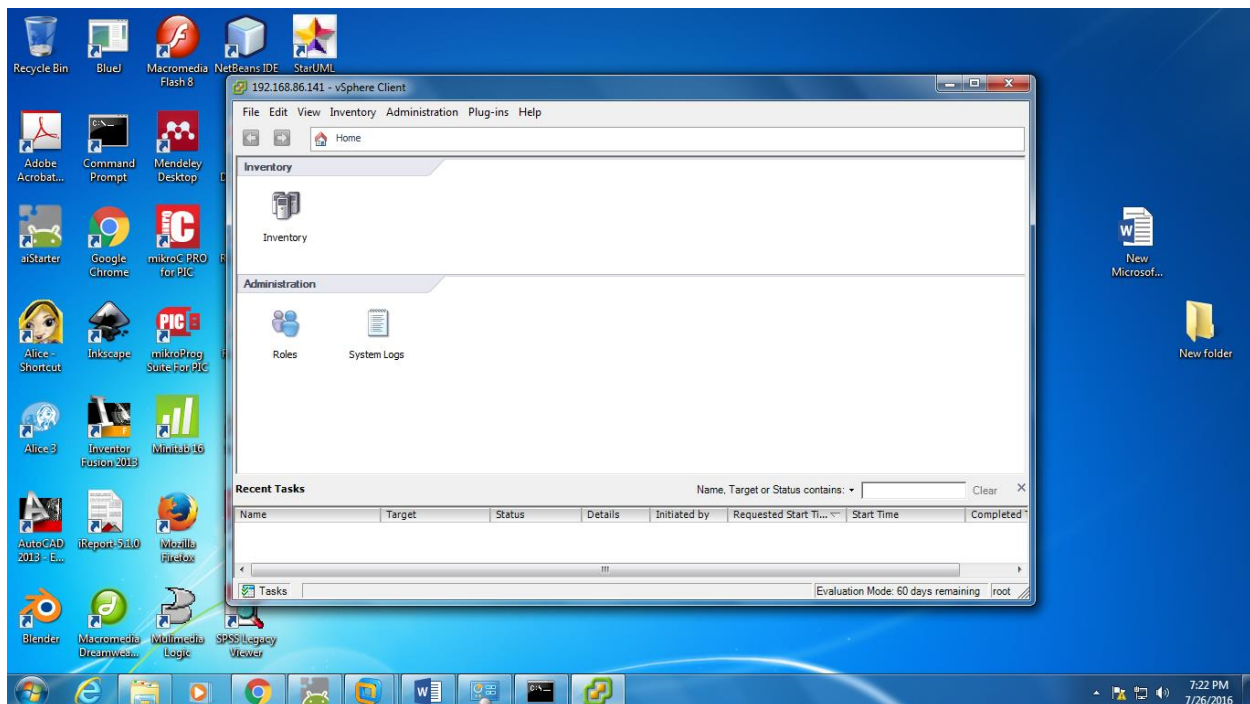 Recycle Bin
BlueJ
Macromedia
Flash 8
NetBeans IDE
StarUML
Adobe
Acrobat...
Command
Prompt
Mendeley
Desktop
aiStarter
Google
Chrome
mikroC PRO
for PIC
Alice -
Shortcut
Inkscape
mikroProg
Suite For PIC
Alice 3
Inventor
Fusion 2013
Minitab 16
AutoCAD
2013 - E...
iReport-5.1.0
Mozilla
Firefox
Blender
Macromedia
Dreamwea...
Mulimedia
Logic
SPSS Legacy
Viewer
192.168.86.141 - vSphere Client
File Edit View Inventory Administration Plug-ins Help
Home
Inventory
Inventory
Administration
Roles
System Logs
Recent Tasks
Name, Target or Status contains:
Clear
Name Target Status Details Initiated by Requested Start Ti... Start Time Completed
Tasks
Evaluation Mode: 60 days remaining
root
New
Microsof...
New folder
7:22 PM
7/26/2016